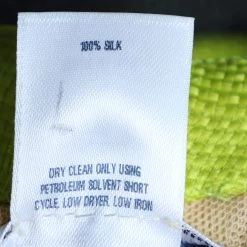 100% SILK
DRY CLEAN ONLY USING
PETROLEUM SOLVENT SHORT
CYCLE, LOW DRYER, LOW IRON